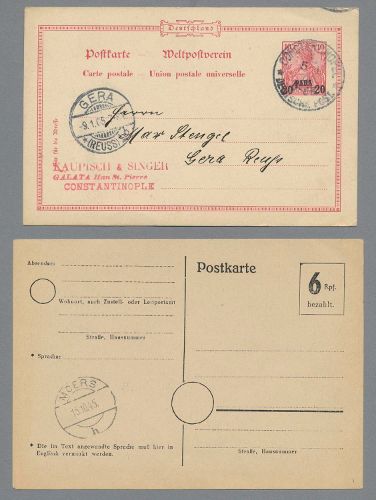 Deutschland
Postkarte — Weltpostverein
Carte postale — Union postale universelle
PARA
20 20
DEUTSCHE POST
GERA
(REUSS)
Herrn
Max Stengel
Gera Reuss
KAUPISCH & SINGER
GALATA Han St. Pierre
CONSTANTINOPLE
Absender:
Wohnort, auch Zustell- oder Leitpostamt
Straße, Hausnummer
* Sprache:
MOERS
h
* Die im Text angewandte Sprache muß hier in
Englisch vermerkt werden.
Postkarte
6 Rpf.
bezahlt.
Straße, Hausnummer